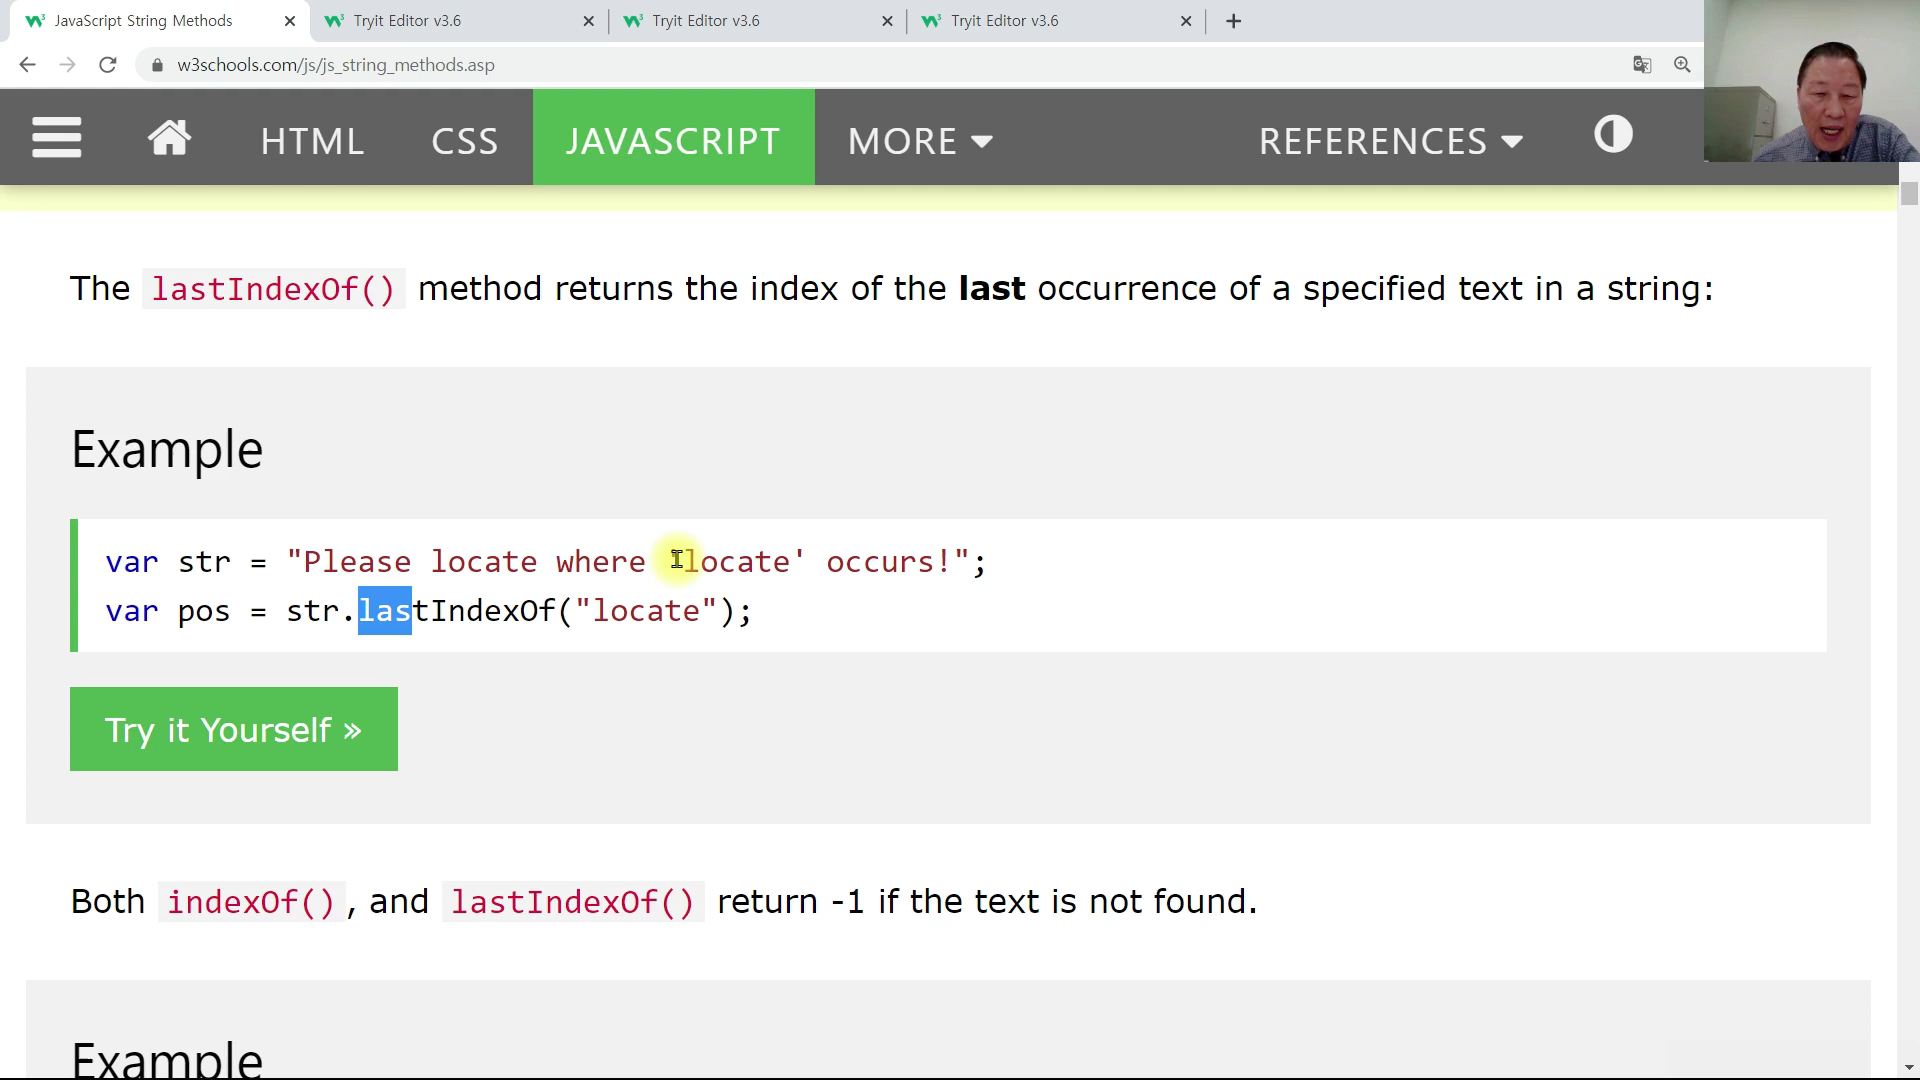 JavaScript String Methods
Tryit Editor v3.6
Tryit Editor v3.6
Tryit Editor v3.6
w3schools.com/js/js_string_methods.asp
HTML CSS JAVASCRIPT MORE REFERENCES
The lastIndexOf() method returns the index of the last occurrence of a specified text in a string:
Example
var str = "Please locate where 'locate' occurs!";
var pos = str.lastIndexOf("locate");
Try it Yourself »
Both indexOf(), and lastIndexOf() return -1 if the text is not found.
Example